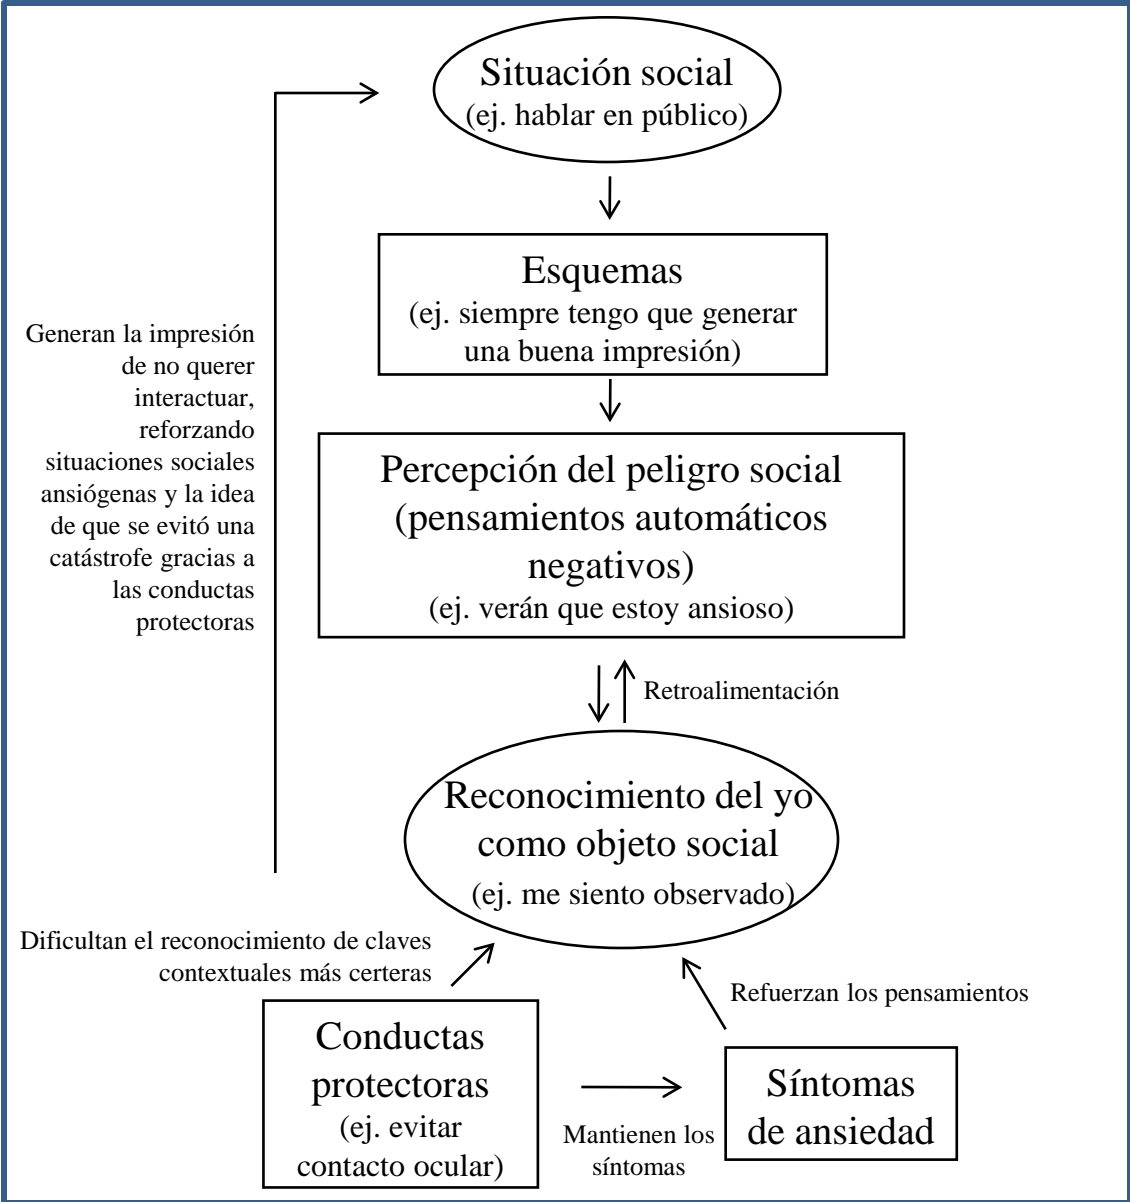 Situación social
(ej. hablar en público)
Esquemas
(ej. siempre tengo que generar
una buena impresión)
Generan la impresión
de no querer
interactuar,
reforzando
situaciones sociales
ansiógenas y la idea
de que se evitó una
catástrofe gracias a
las conductas
protectoras
Percepción del peligro social
(pensamientos automáticos
negativos)
(ej. verán que estoy ansioso)
Retroalimentación
Reconocimiento del yo
como objeto social
(ej. me siento observado)
Dificultan el reconocimiento de claves
contextuales más certeras
Refuerzan los pensamientos
Conductas
protectoras
(ej. evitar
contacto ocular)
Mantienen los
síntomas
Síntomas
de ansiedad